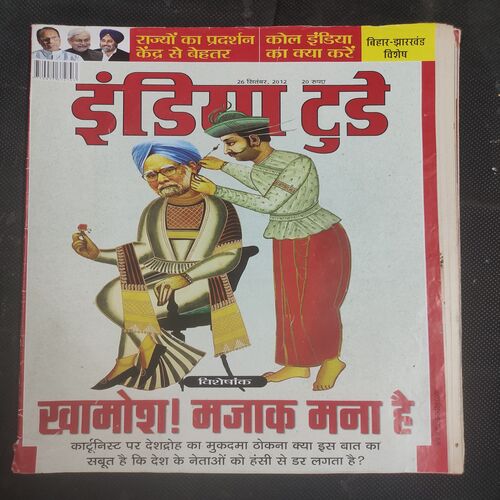 राज्यों का प्रदर्शन
केंद्र से बेहतर
कोल इंडिया
का क्या करें
बिहार-झारखंड
विशेष
26 सितंबर, 2012 20 रुपए
इंडिया टुडे
विशेषांक
खामोश! मजाक मना है
कार्टूनिस्ट पर देशद्रोह का मुकदमा ठोकना क्या इस बात का
सबूत है कि देश के नेताओं को हंसी से डर लगता है?